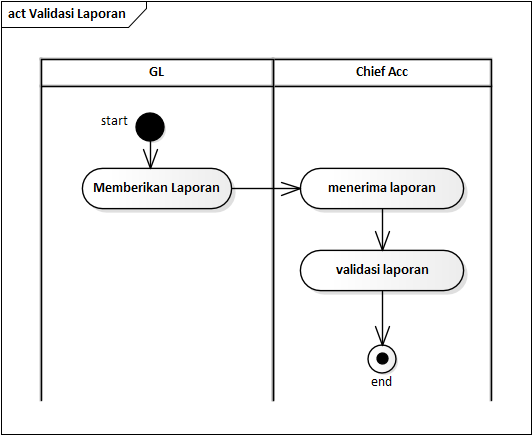 act Validasi Laporan
GL
Chief Acc
start
Memberikan Laporan
menerima laporan
validasi laporan
end